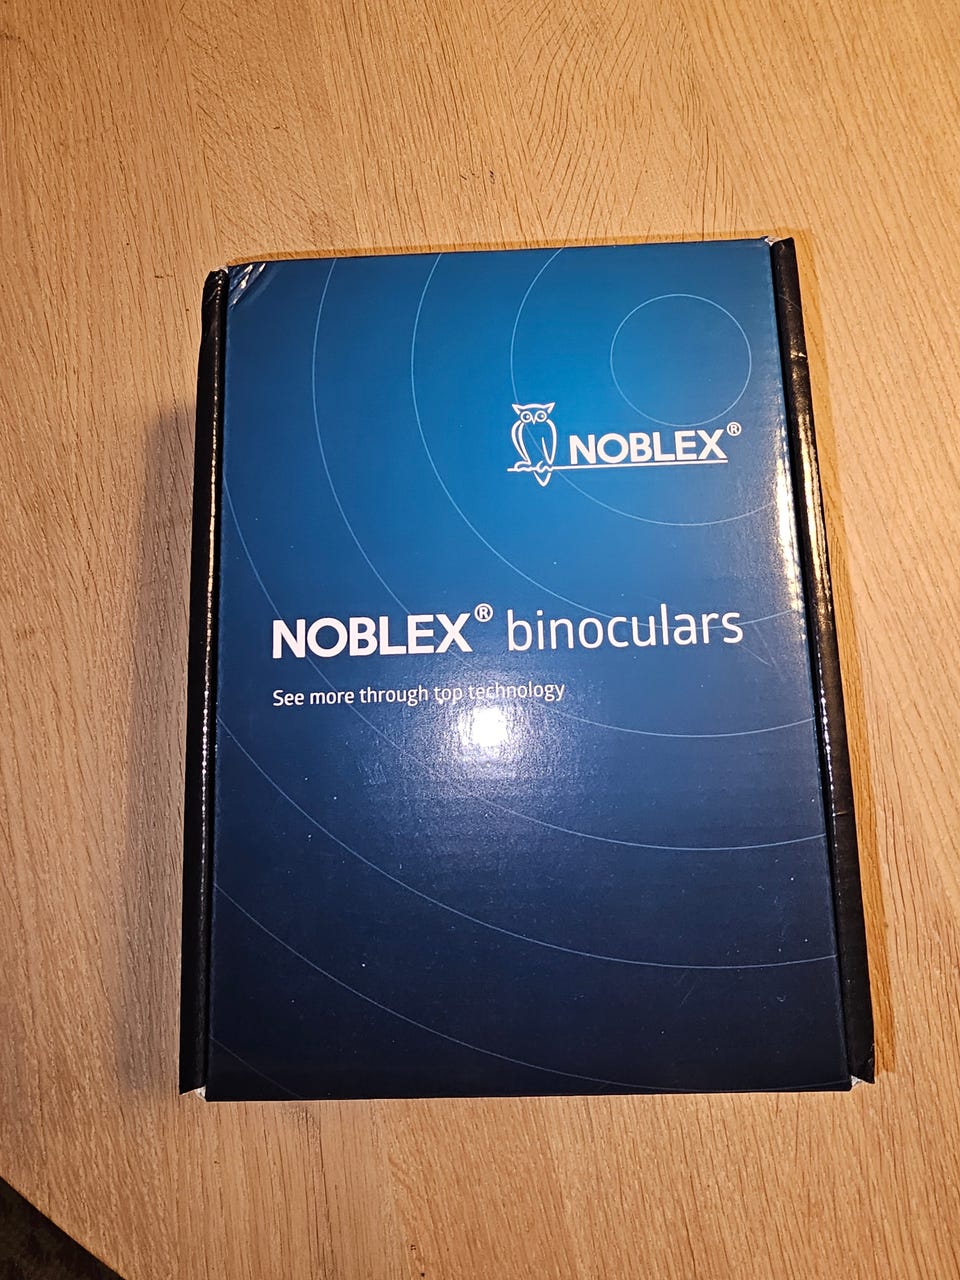 NOBLEX®
NOBLEX® binoculars
See more through top technology